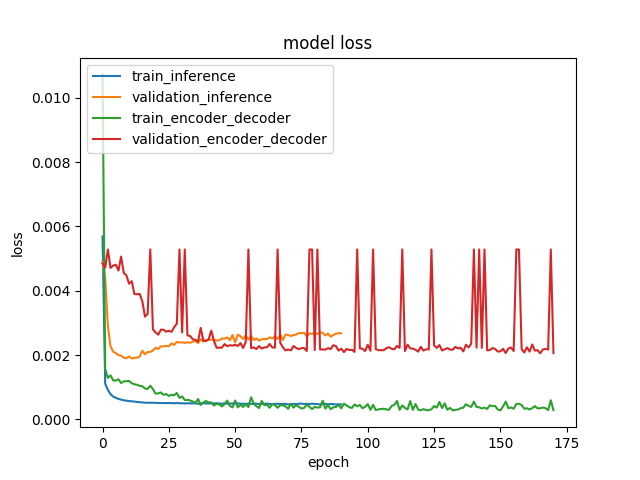 model loss
train_inference
validation_inference
train_encoder_decoder
validation_encoder_decoder
loss
0.010
0.008
0.006
0.004
0.002
0.000
0 25 50 75 100 125 150 175
epoch